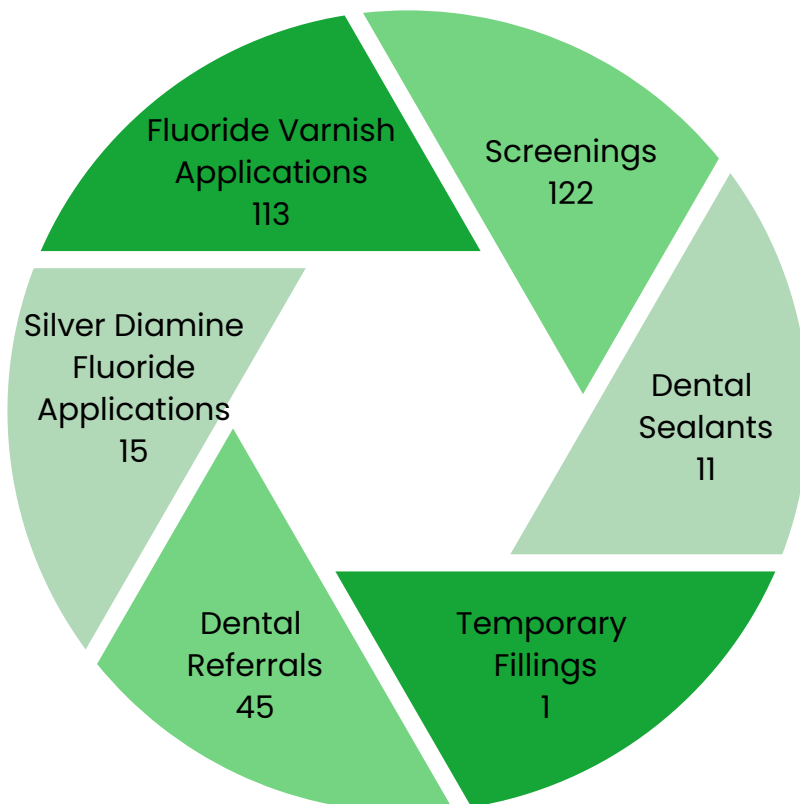 Fluoride Varnish
Applications
113
Screenings
122
Dental
Sealants
11
Temporary
Fillings
1
Dental
Referrals
45
Silver Diamine
Fluoride
Applications
15